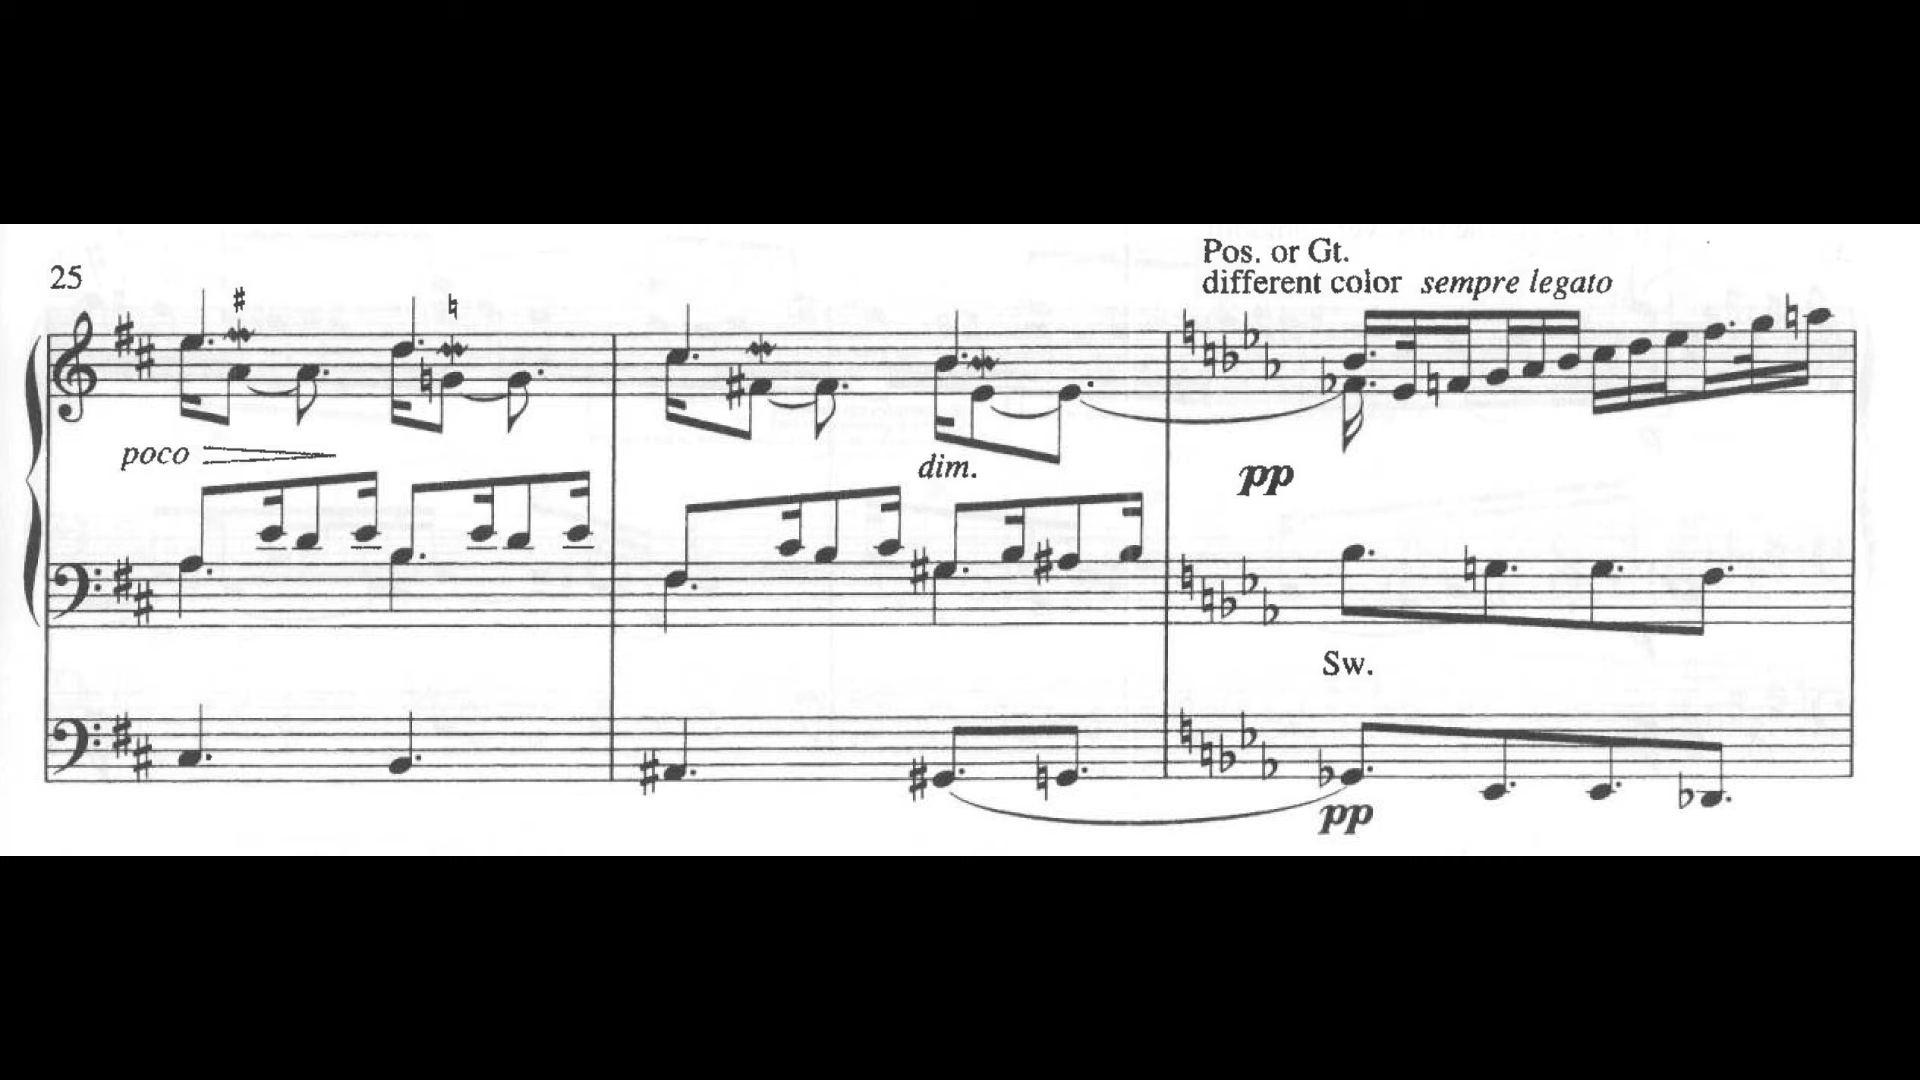 25
Pos. or Gt.
different color sempre legato
poco
dim.
pp
Sw.
pp